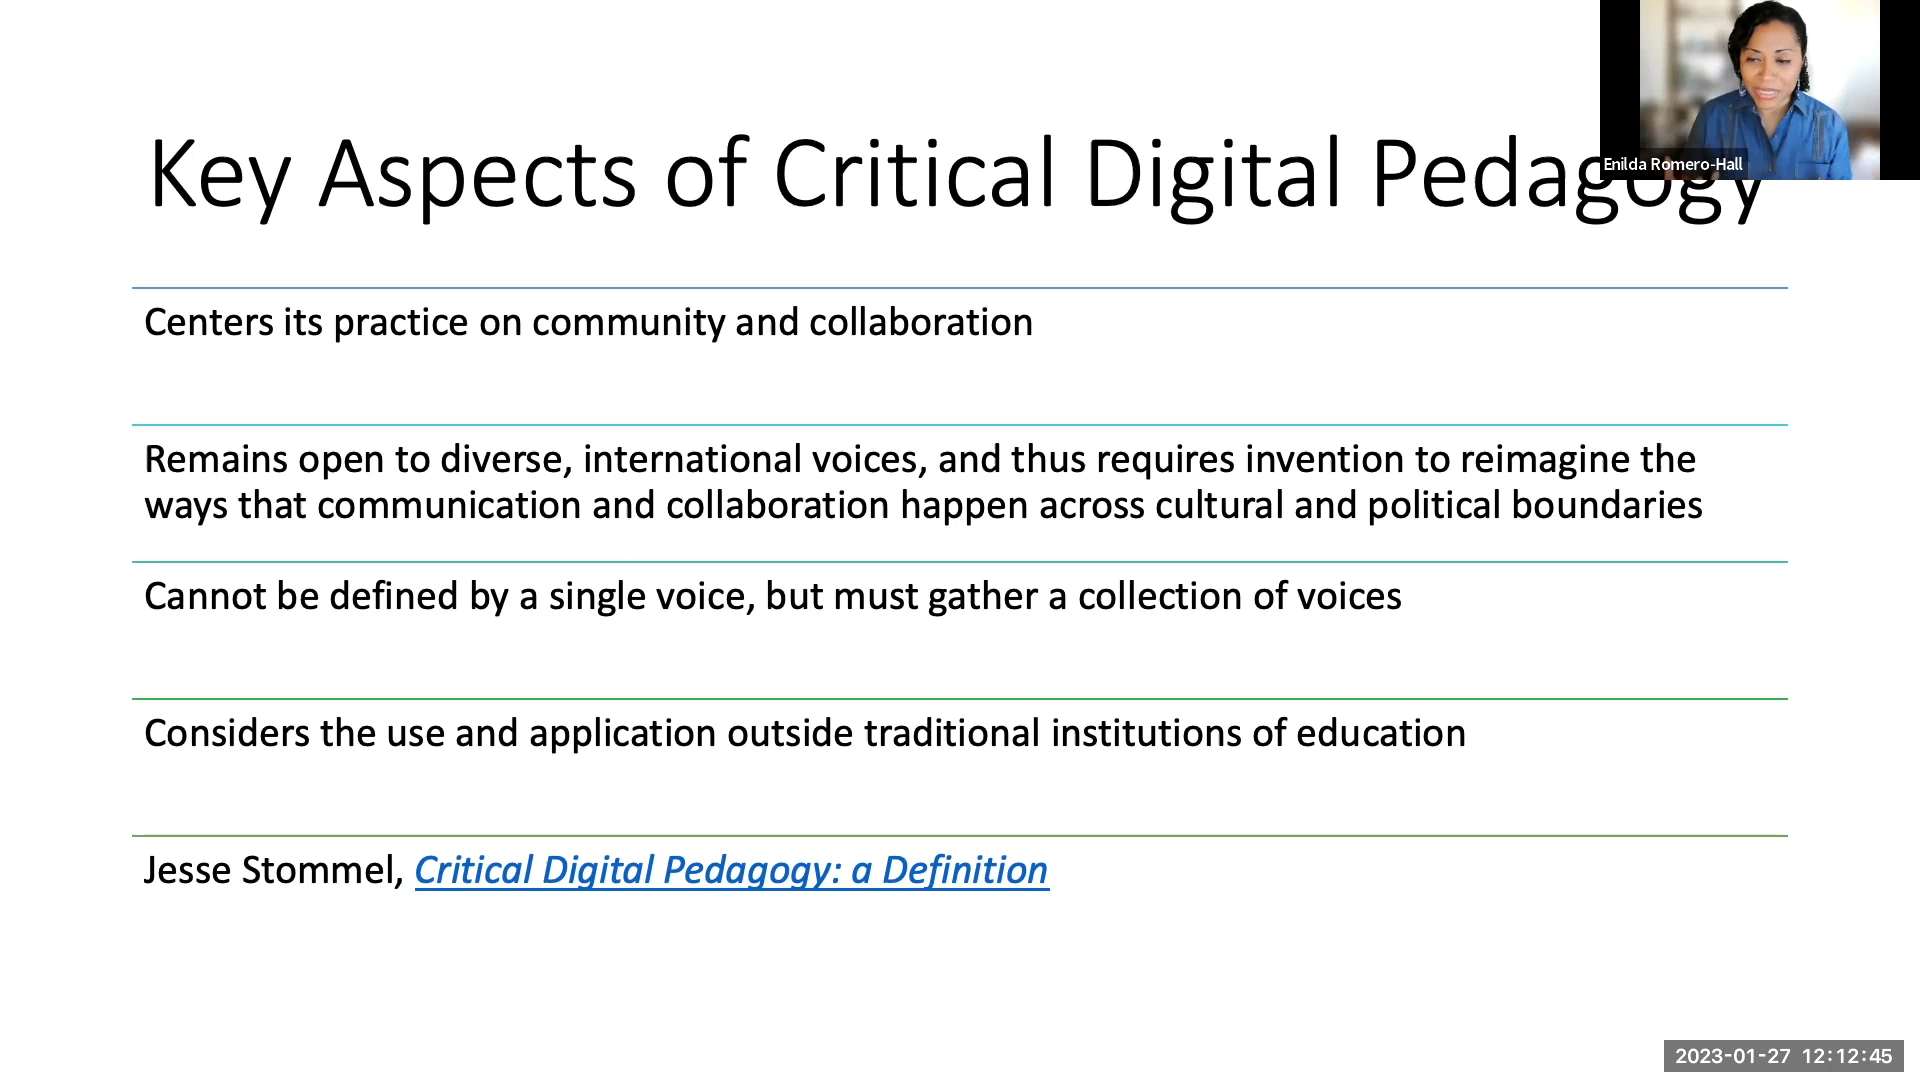 Key Aspects of Critical Digital Pedagogy
Enilda Romero-Hall
Centers its practice on community and collaboration
Remains open to diverse, international voices, and thus requires invention to reimagine the
ways that communication and collaboration happen across cultural and political boundaries
Cannot be defined by a single voice, but must gather a collection of voices
Considers the use and application outside traditional institutions of education
Jesse Stommel, Critical Digital Pedagogy: a Definition
2023-01-27 12:12:45